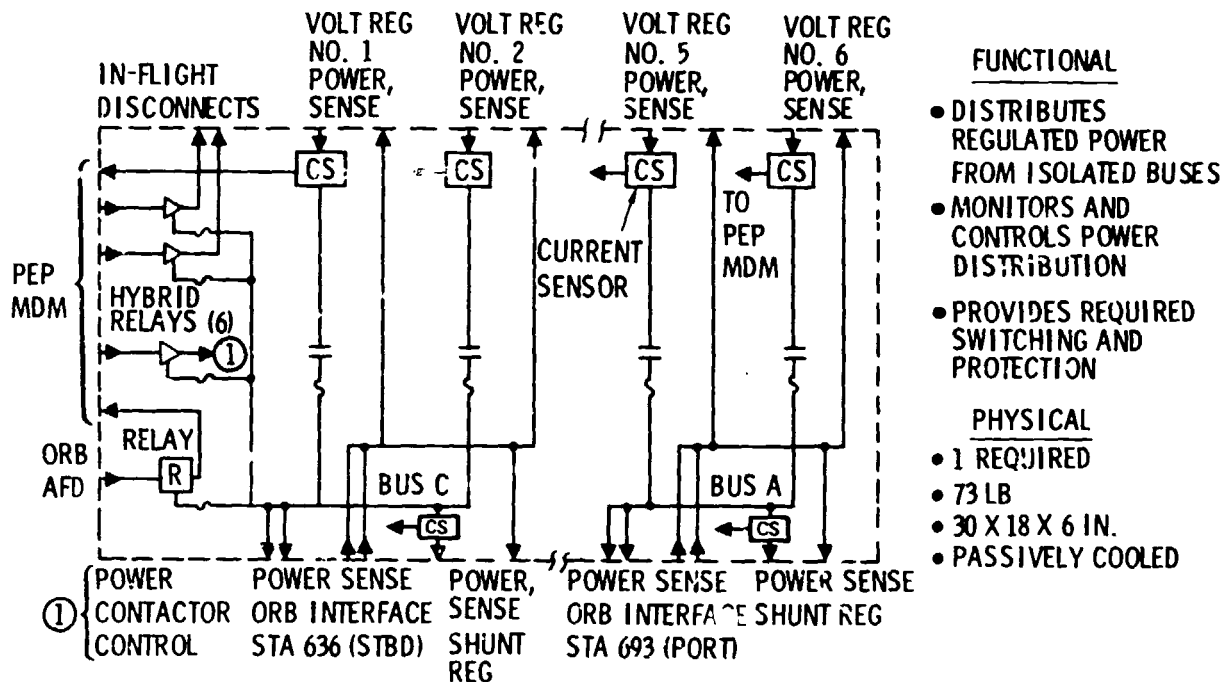 VOLT REG
NO. 1
POWER,
SENSE
VOLT REG
NO. 2
POWER,
SENSE
VOLT REG
NO. 5
POWER,
SENSE
VOLT REG
NO. 6
POWER,
SENSE
IN-FLIGHT
DISCONNECTS
CS
CS
CS
CS
PEP
MDM
HYBRID
RELAYS (6)
1
CURRENT
SENSOR
TO
PEP
MDM
RELAY
R
ORB
AFD
BUS C
CS
BUS A
CS
1
POWER
CONTACTOR
CONTROL
POWER SENSE
ORB INTERFACE
STA 636 (STBD)
POWER,
SENSE
SHUNT
REG
POWER SENSE
ORB INTERFACE
STA 693 (PORT)
POWER SENSE
SHUNT REG
FUNCTIONAL
• DISTRIBUTES
REGULATED POWER
FROM ISOLATED BUSES
• MONITORS AND
CONTROLS POWER
DISTRIBUTION
• PROVIDES REQUIRED
SWITCHING AND
PROTECTION
PHYSICAL
• 1 REQUIRED
• 73 LB
• 30 X 18 X 6 IN.
• PASSIVELY COOLED